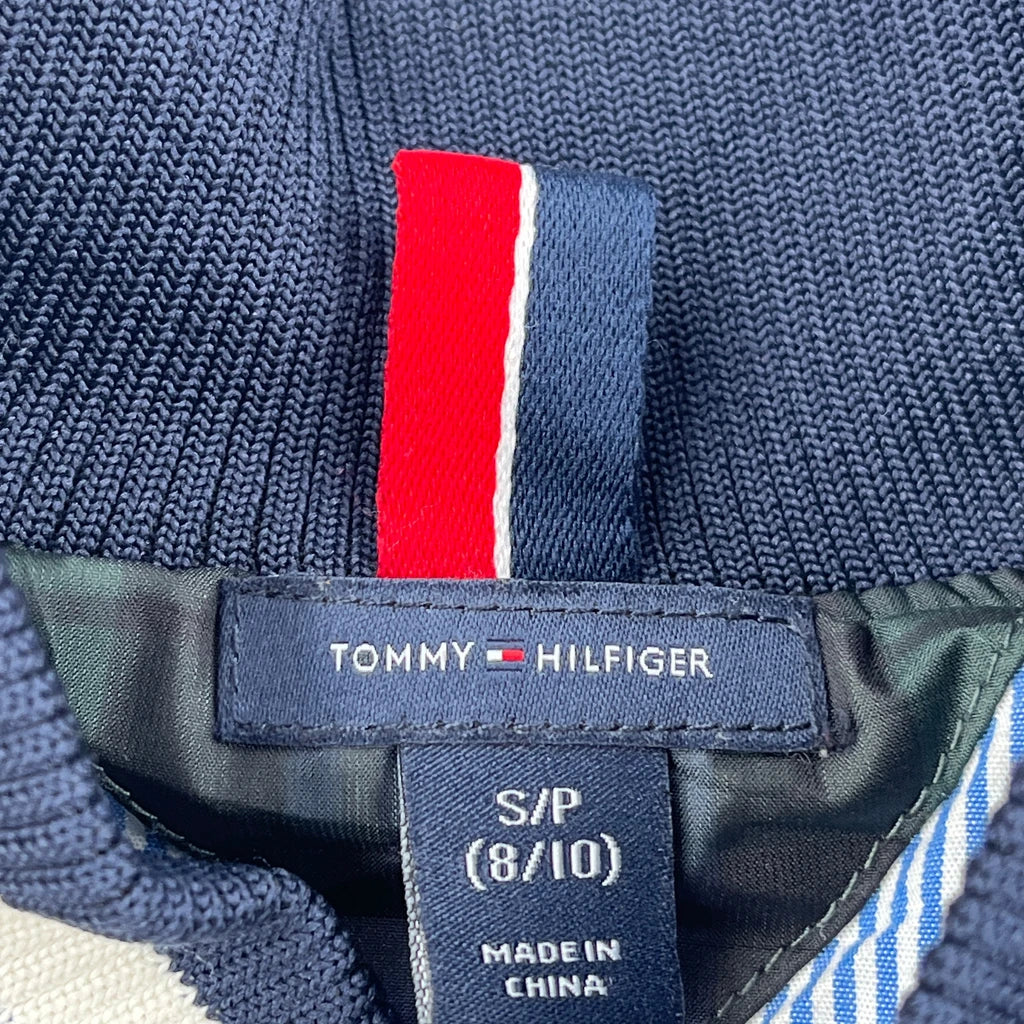 TOMMY HILFIGER
S/P
(8/10)
MADE IN
CHINA